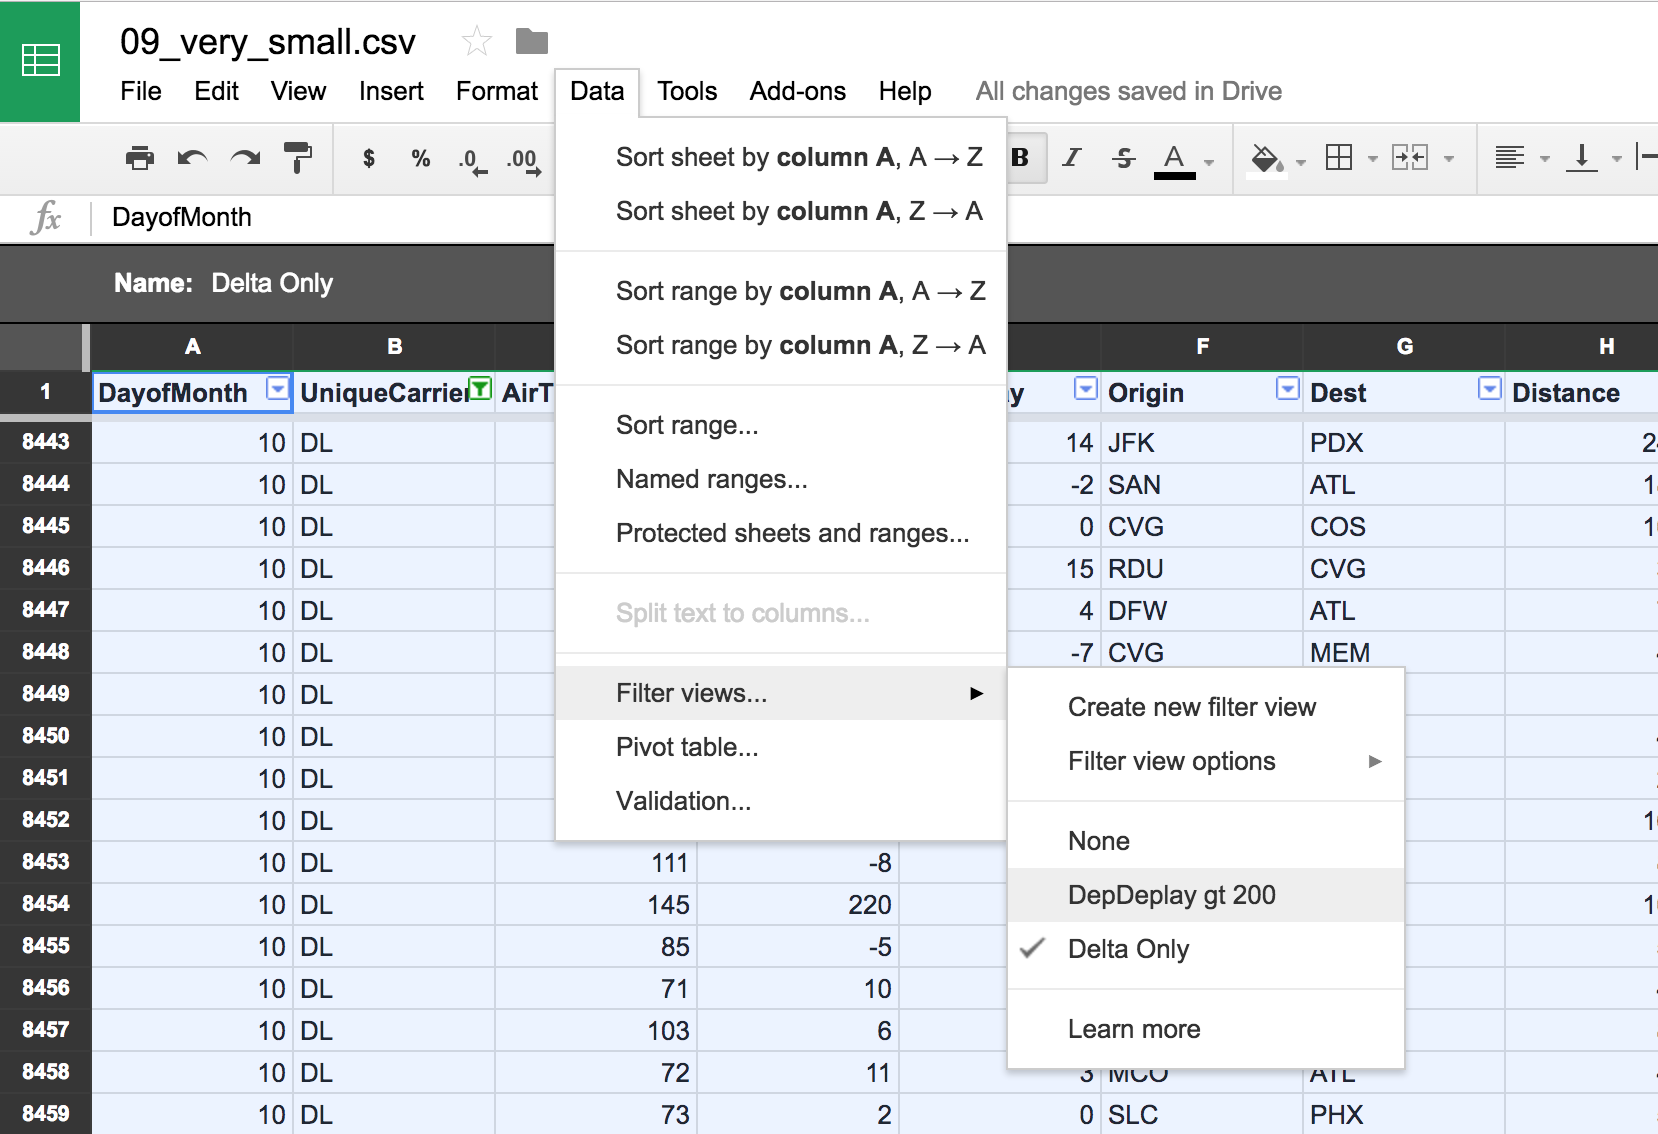 09_very_small.csv
File Edit View Insert Format Data Tools Add-ons Help All changes saved in Drive
$ % .0 .00 B I S A
fx DayofMonth
Name: Delta Only
A B F G H
1 DayofMonth UniqueCarrier AirT y Origin Dest Distance
8443 10 DL 14 JFK PDX
8444 10 DL -2 SAN ATL
8445 10 DL 0 CVG COS
8446 10 DL 15 RDU CVG
8447 10 DL 4 DFW ATL
8448 10 DL -7 CVG MEM
8449 10 DL
8450 10 DL
8451 10 DL
8452 10 DL
8453 10 DL 111 -8
8454 10 DL 145 220
8455 10 DL 85 -5
8456 10 DL 71 10
8457 10 DL 103 6
8458 10 DL 72 11 3 MCO ATL
8459 10 DL 73 2 0 SLC PHX
Sort sheet by column A, A → Z
Sort sheet by column A, Z → A
Sort range by column A, A → Z
Sort range by column A, Z → A
Sort range...
Named ranges...
Protected sheets and ranges...
Split text to columns...
Filter views...
Pivot table...
Validation...
Create new filter view
Filter view options
None
DepDeplay gt 200
Delta Only
Learn more